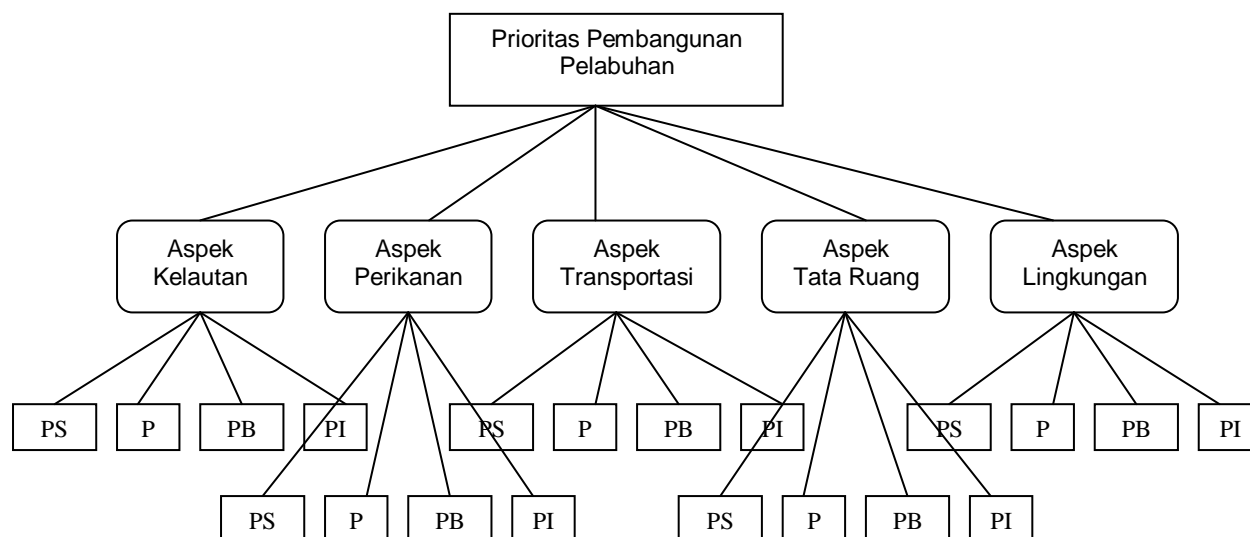 Prioritas Pembangunan
Pelabuhan
Aspek
Kelautan
Aspek
Perikanan
Aspek
Transportasi
Aspek
Tata Ruang
Aspek
Lingkungan
PS
P
PB
PI
PS
P
PB
PI
PS
P
PB
PI
PS
P
PB
PI
PS
P
PB
PI